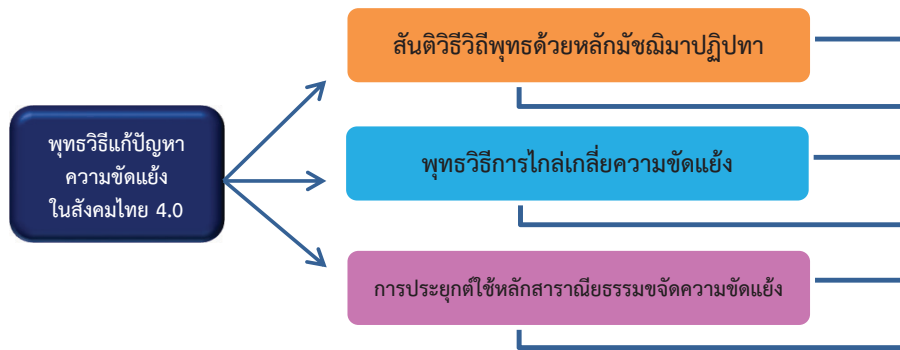 พุทธวิธีแก้ปัญหา
ความขัดแย้ง
ในสังคมไทย 4.0
สันติวิธีวิถีพุทธด้วยหลักมัชฌิมาปฏิปทา
พุทธวิธีการไกล่เกลี่ยความขัดแย้ง
การประยุกต์ใช้หลักสาราณียธรรมขจัดความขัดแย้ง